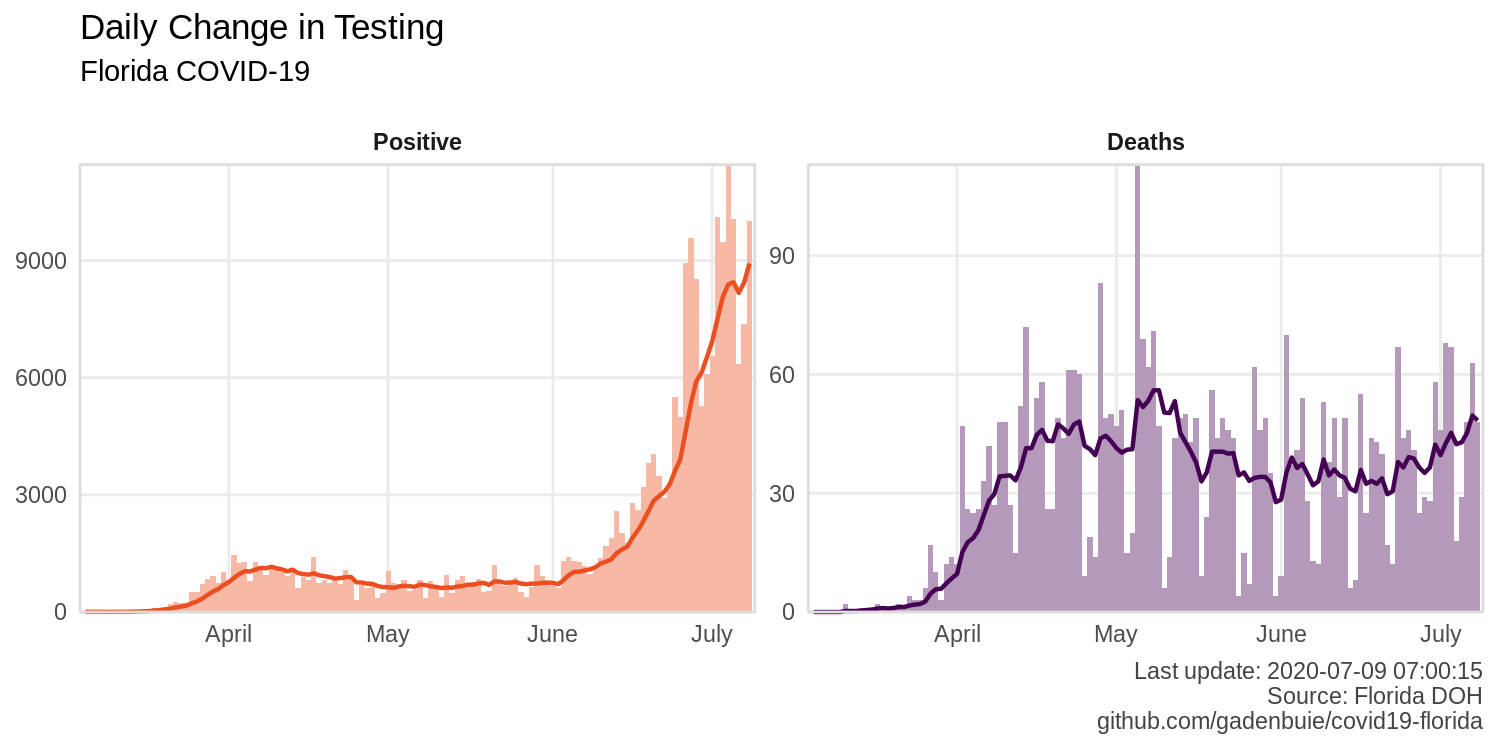 Daily Change in Testing
Florida COVID-19
Positive
9000
6000
3000
0
April May June July
Deaths
90
60
30
0
April May June July
Last update: 2020-07-09 07:00:15
Source: Florida DOH
github.com/gadenbuie/covid19-florida